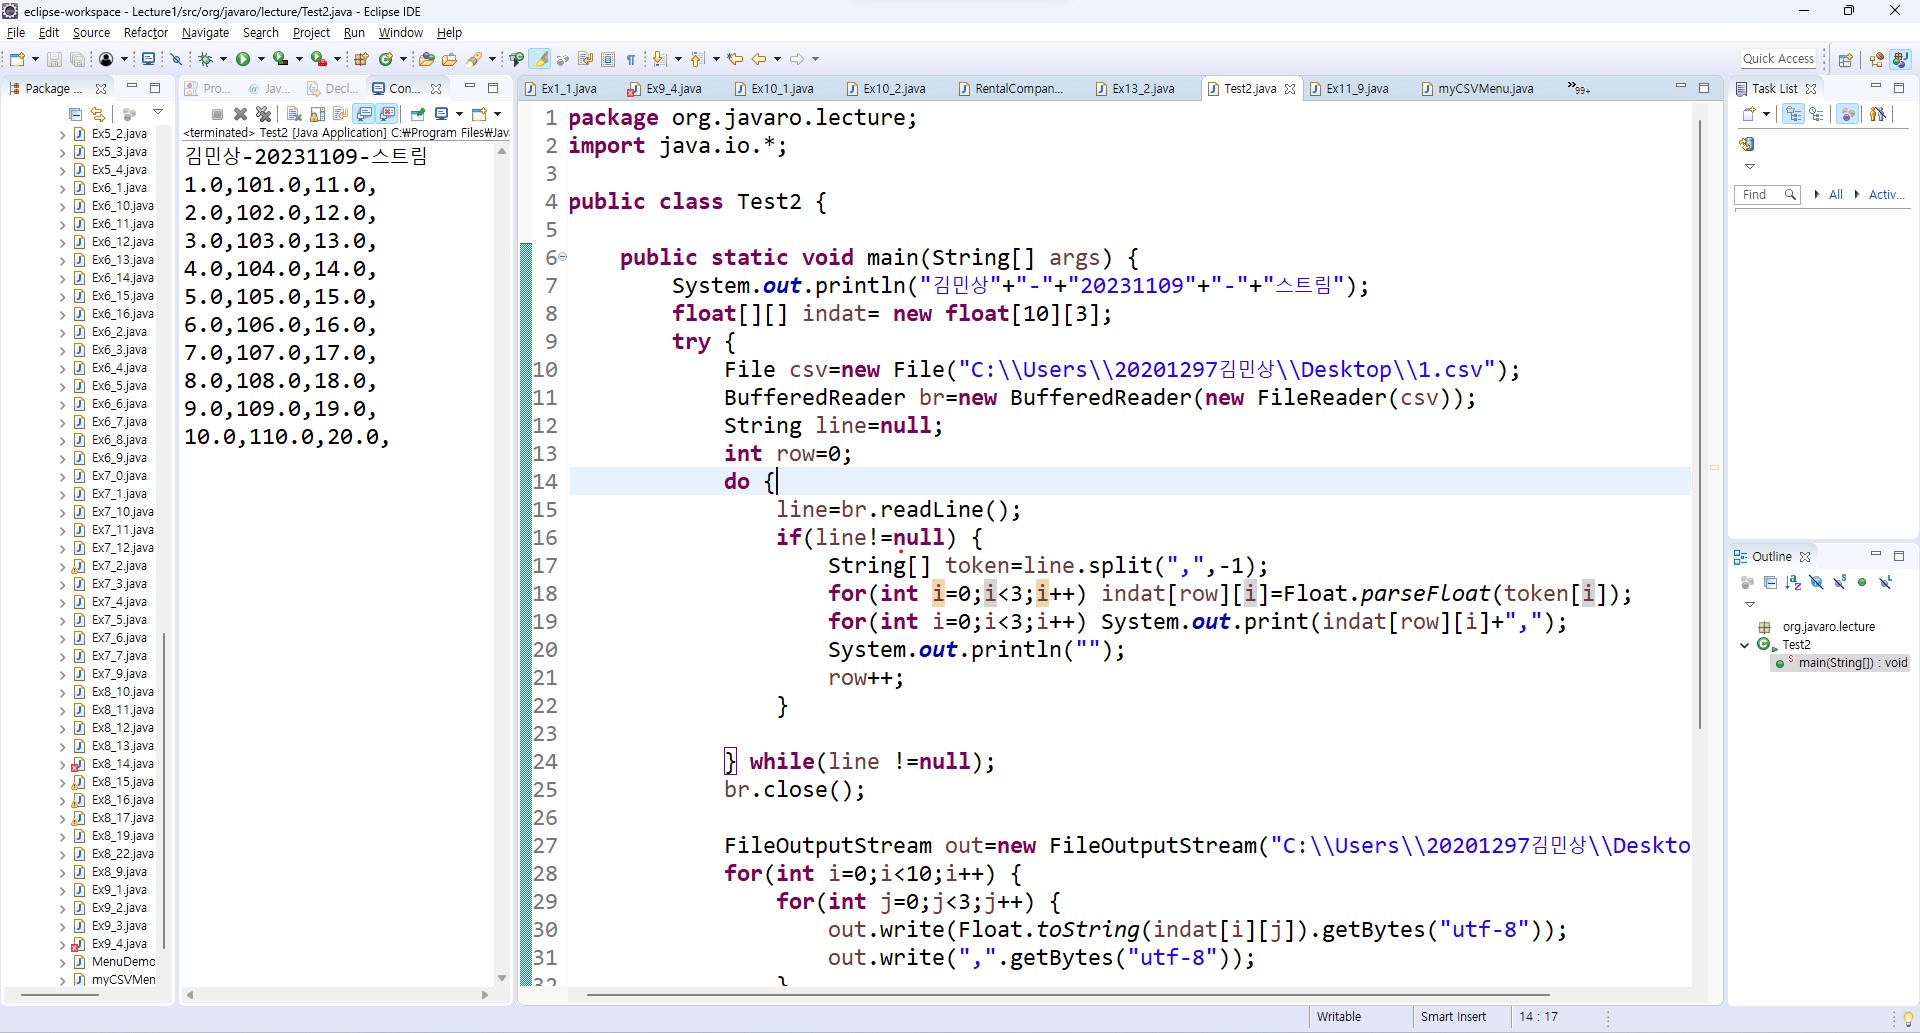 eclipse-workspace - Lecture1/src/org/javaro/lecture/Test2.java - Eclipse IDE
File Edit Source Refactor Navigate Search Project Run Window Help
Quick Access
Package ...
Ex5_2.java
Ex5_3.java
Ex5_4.java
Ex6_1.java
Ex6_10.java
Ex6_11.java
Ex6_12.java
Ex6_13.java
Ex6_14.java
Ex6_15.java
Ex6_16.java
Ex6_2.java
Ex6_3.java
Ex6_4.java
Ex6_5.java
Ex6_6.java
Ex6_7.java
Ex6_8.java
Ex6_9.java
Ex7_0.java
Ex7_1.java
Ex7_10.java
Ex7_11.java
Ex7_12.java
Ex7_2.java
Ex7_3.java
Ex7_4.java
Ex7_5.java
Ex7_6.java
Ex7_7.java
Ex7_9.java
Ex8_10.java
Ex8_11.java
Ex8_12.java
Ex8_13.java
Ex8_14.java
Ex8_15.java
Ex8_16.java
Ex8_17.java
Ex8_19.java
Ex8_22.java
Ex8_9.java
Ex9_1.java
Ex9_2.java
Ex9_3.java
Ex9_4.java
MenuDemo
myCSVMen
Pro... @ Jav... Decl... Con...
<terminated> Test2 [Java Application] C:₩Program Files₩Jav
김민상-20231109-스트림
1.0,101.0,11.0,
2.0,102.0,12.0,
3.0,103.0,13.0,
4.0,104.0,14.0,
5.0,105.0,15.0,
6.0,106.0,16.0,
7.0,107.0,17.0,
8.0,108.0,18.0,
9.0,109.0,19.0,
10.0,110.0,20.0,
Ex1_1.java Ex9_4.java Ex10_1.java Ex10_2.java RentalCompan... Ex13_2.java Test2.java Ex11_9.java myCSVMenu.java »99+
1 package org.javaro.lecture;
2 import java.io.*;
3
4 public class Test2 {
5
6 public static void main(String[] args) {
7 System.out.println("김민상"+"-"+"20231109"+"-"+"스트림");
8 float[][] indat= new float[10][3];
9 try {
10 File csv=new File("C:\\Users\\20201297김민상\\Desktop\\1.csv");
11 BufferedReader br=new BufferedReader(new FileReader(csv));
12 String line=null;
13 int row=0;
14 do {
15 line=br.readLine();
16 if(line!=null) {
17 String[] token=line.split(",",-1);
18 for(int i=0;i<3;i++) indat[row][i]=Float.parseFloat(token[i]);
19 for(int i=0;i<3;i++) System.out.print(indat[row][i]+",");
20 System.out.println("");
21 row++;
22 }
23
24 } while(line !=null);
25 br.close();
26
27 FileOutputStream out=new FileOutputStream("C:\\Users\\20201297김민상\\Deskto
28 for(int i=0;i<10;i++) {
29 for(int j=0;j<3;j++) {
30 out.write(Float.toString(indat[i][j]).getBytes("utf-8"));
31 out.write(",".getBytes("utf-8"));
32 }
Task List
Find All Activ...
Outline
org.javaro.lecture
Test2
main(String[]) : void
Writable Smart Insert 14 : 17